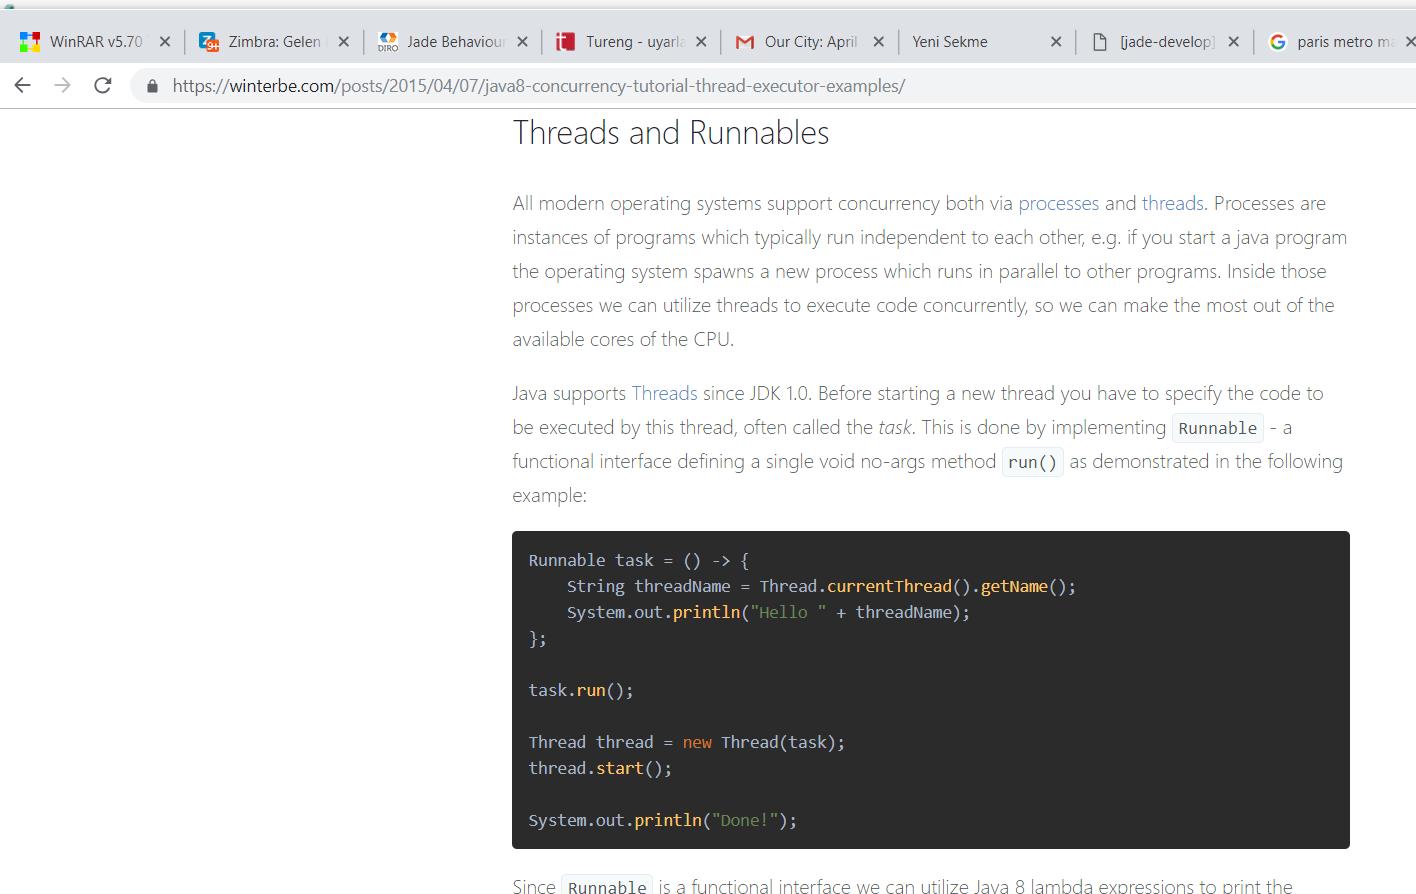 WinRAR v5.70
Zimbra: Gelen
DIRO
Jade Behaviour
Tureng - uyarla
Our City: April
Yeni Sekme
[jade-develop]
paris metro ma
https://winterbe.com/posts/2015/04/07/java8-concurrency-tutorial-thread-executor-examples/
Threads and Runnables
All modern operating systems support concurrency both via processes and threads. Processes are
instances of programs which typically run independent to each other, e.g. if you start a java program
the operating system spawns a new process which runs in parallel to other programs. Inside those
processes we can utilize threads to execute code concurrently, so we can make the most out of the
available cores of the CPU.
Java supports Threads since JDK 1.0. Before starting a new thread you have to specify the code to
be executed by this thread, often called the task. This is done by implementing Runnable - a
functional interface defining a single void no-args method run() as demonstrated in the following
example:
Runnable task = () -> {
    String threadName = Thread.currentThread().getName();
    System.out.println("Hello " + threadName);
};
task.run();
Thread thread = new Thread(task);
thread.start();
System.out.println("Done!");
Since Runnable is a functional interface we can utilize Java 8 lambda expressions to print the